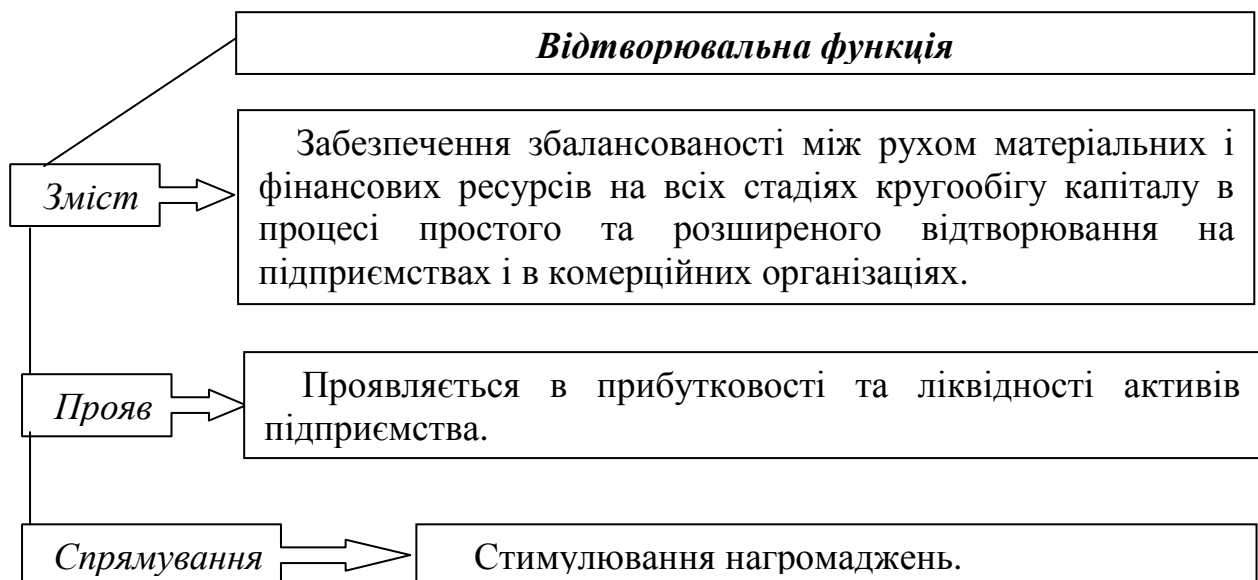 Відтворювальна функція
Забезпечення збалансованості між рухом матеріальних і
фінансових ресурсів на всіх стадіях кругообігу капіталу в
процесі простого та розширеного відтворювання на
підприємствах і в комерційних організаціях.
Зміст
Проявляється в прибутковості та ліквідності активів
підприємства.
Прояв
Спрямування
Стимулювання нагромаджень.